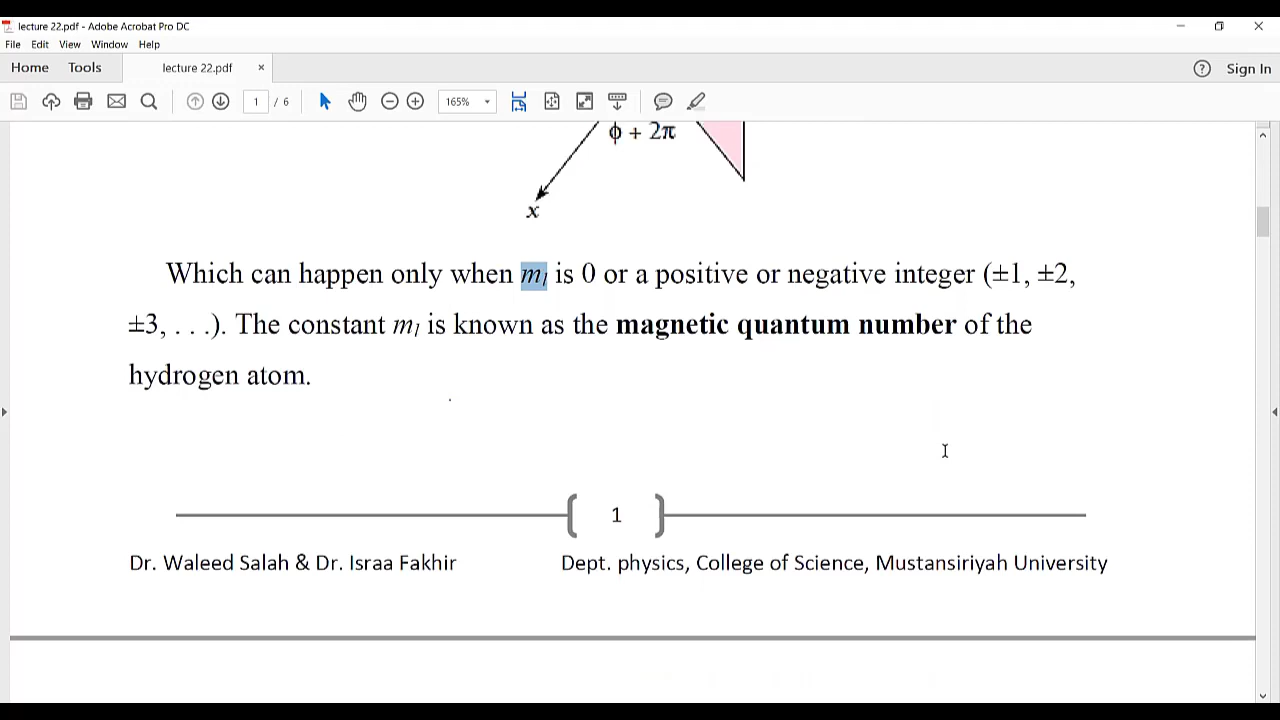 lecture 22.pdf - Adobe Acrobat Pro DC
File Edit View Window Help
Home Tools lecture 22.pdf × Sign In
1 / 6 165%
ϕ + 2π
x
Which can happen only when mₗ is 0 or a positive or negative integer (±1, ±2,
±3, . . .). The constant mₗ is known as the magnetic quantum number of the
hydrogen atom.
1
Dr. Waleed Salah & Dr. Israa Fakhir Dept. physics, College of Science, Mustansiriyah University